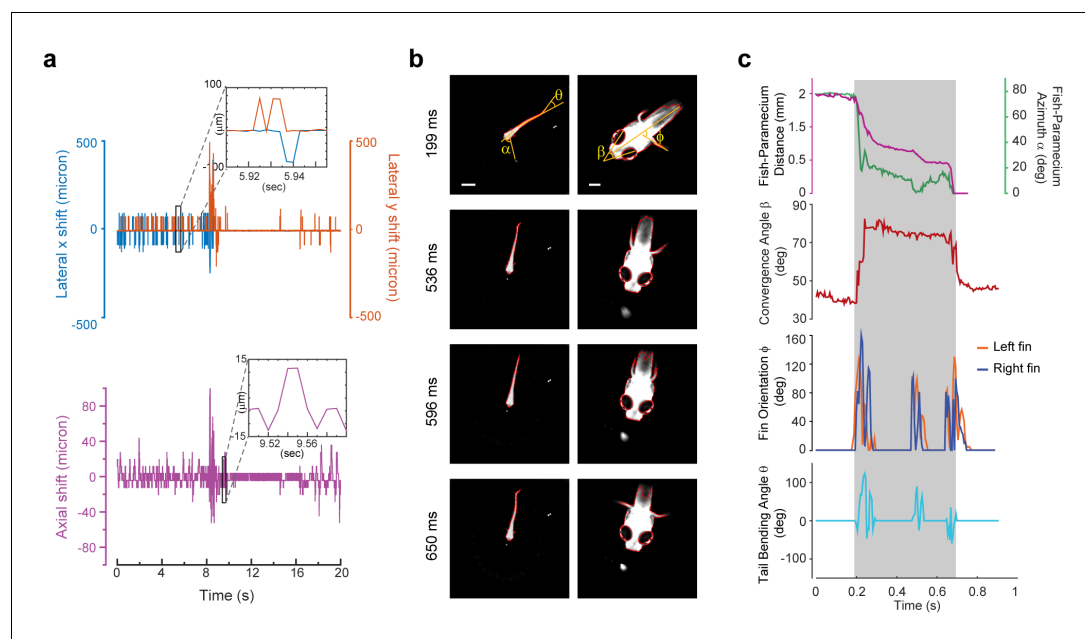 a
b
c
100
(µm)
5.92
5.94
(sec)
500
0
-500
Lateral x shift (micron)
500
0
-500
Lateral y shift (micron)
15
(µm)
-15
9.52
9.56
(sec)
80
40
0
-40
-80
Axial shift (micron)
0
4
8
12
16
20
Time (s)
199 ms
θ
α
β
ϕ
536 ms
596 ms
650 ms
Fish-Paramecium
Distance (mm)
2
1.5
0.5
0
80
60
40
20
0
Fish-Paramecium
Azimuth α (deg)
Convergence Angle β
(deg)
90
70
50
30
Fin Orientation ϕ
(deg)
160
120
80
40
0
Left fin
Right fin
Tail Bending Angle θ
(deg)
100
0
-100
0
0.2
0.4
0.6
0.8
1
Time (s)